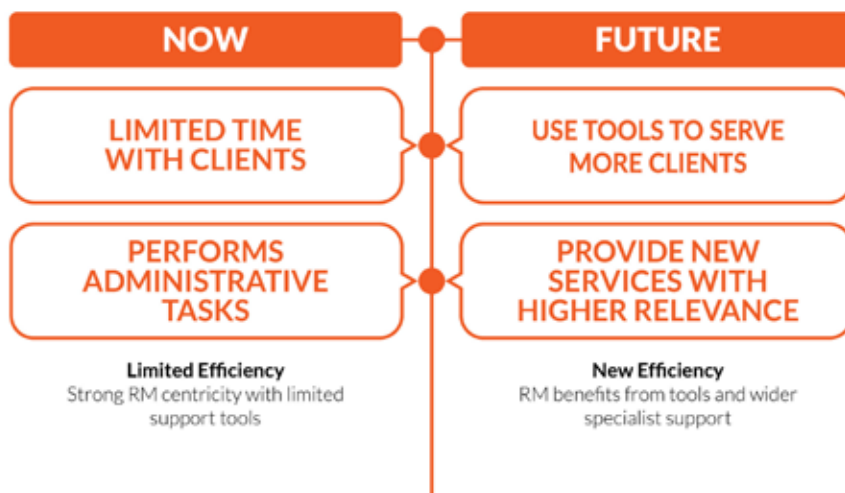 NOW
FUTURE
LIMITED TIME
WITH CLIENTS
USE TOOLS TO SERVE
MORE CLIENTS
PERFORMS
ADMINISTRATIVE
TASKS
PROVIDE NEW
SERVICES WITH
HIGHER RELEVANCE
Limited Efficiency
Strong RM centricity with limited
support tools
New Efficiency
RM benefits from tools and wider
specialist support